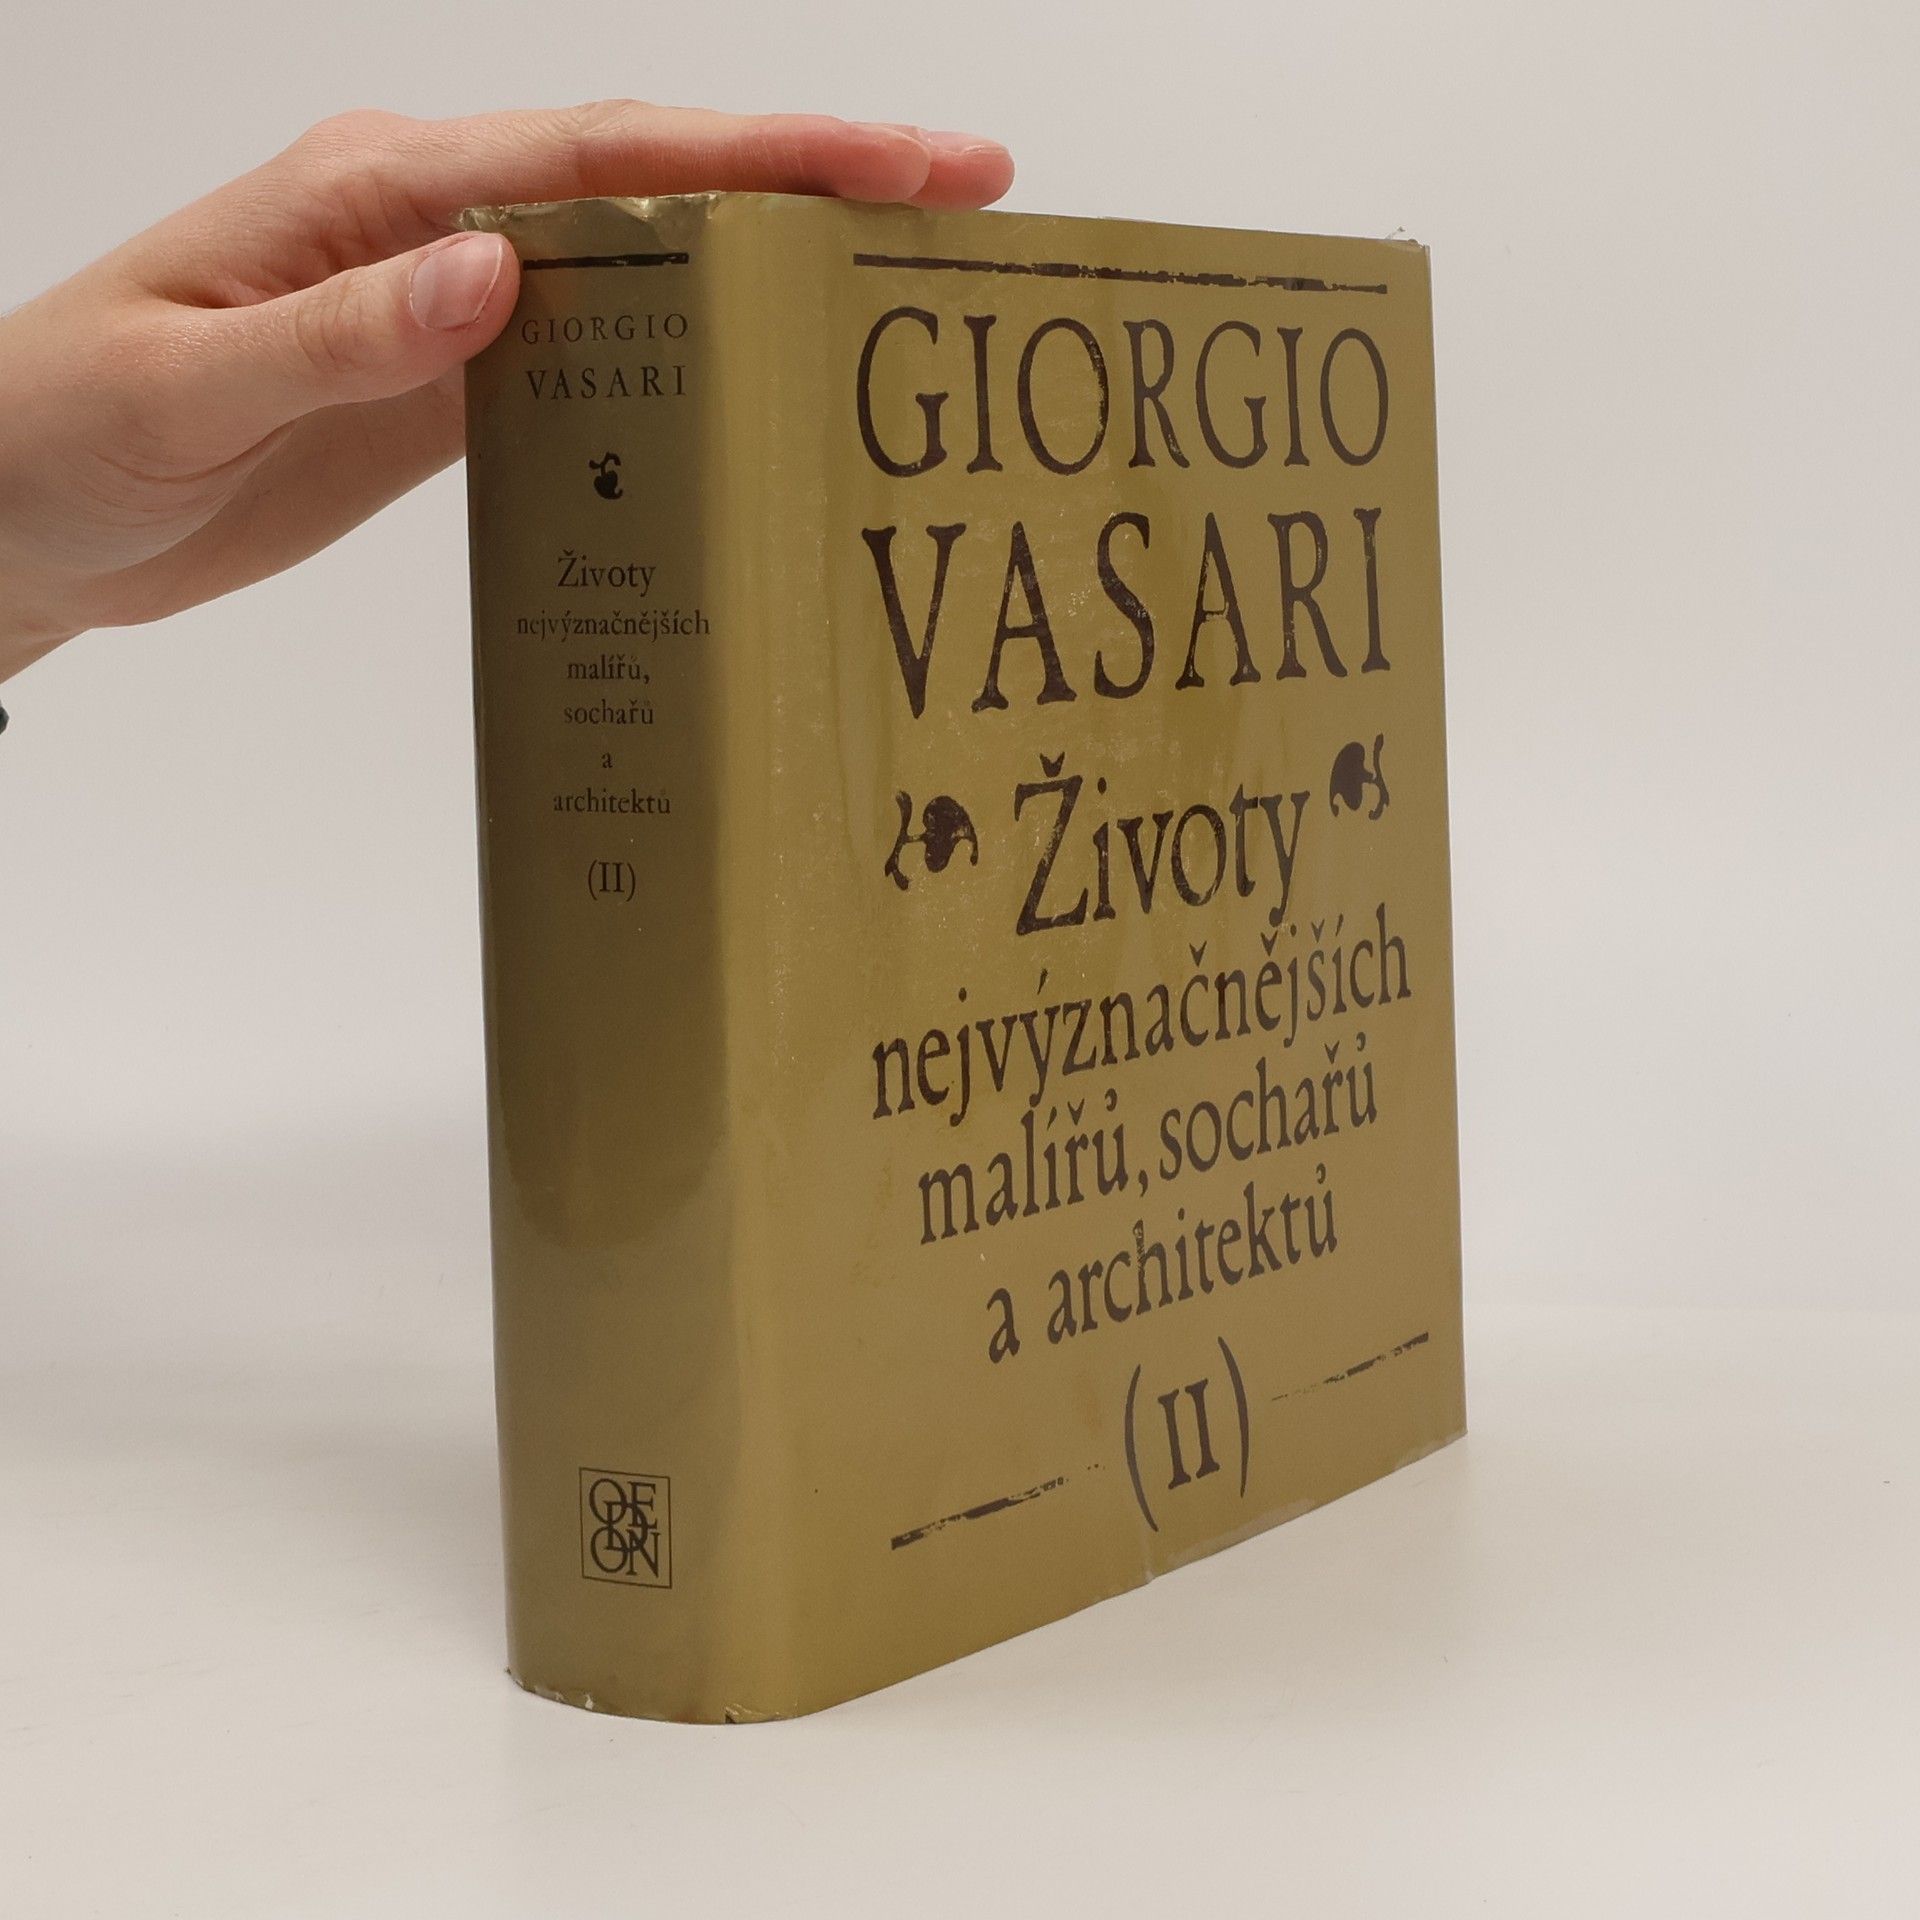 GIORGIO
VASARI
Životy
nejvýznačnějších
malířů,
sochařů
a
architektů
(II)
ODEON
GIORGIO
VASARI
Životy
nejvýznačnějších
malířů, sochařů
a architektů
(II)